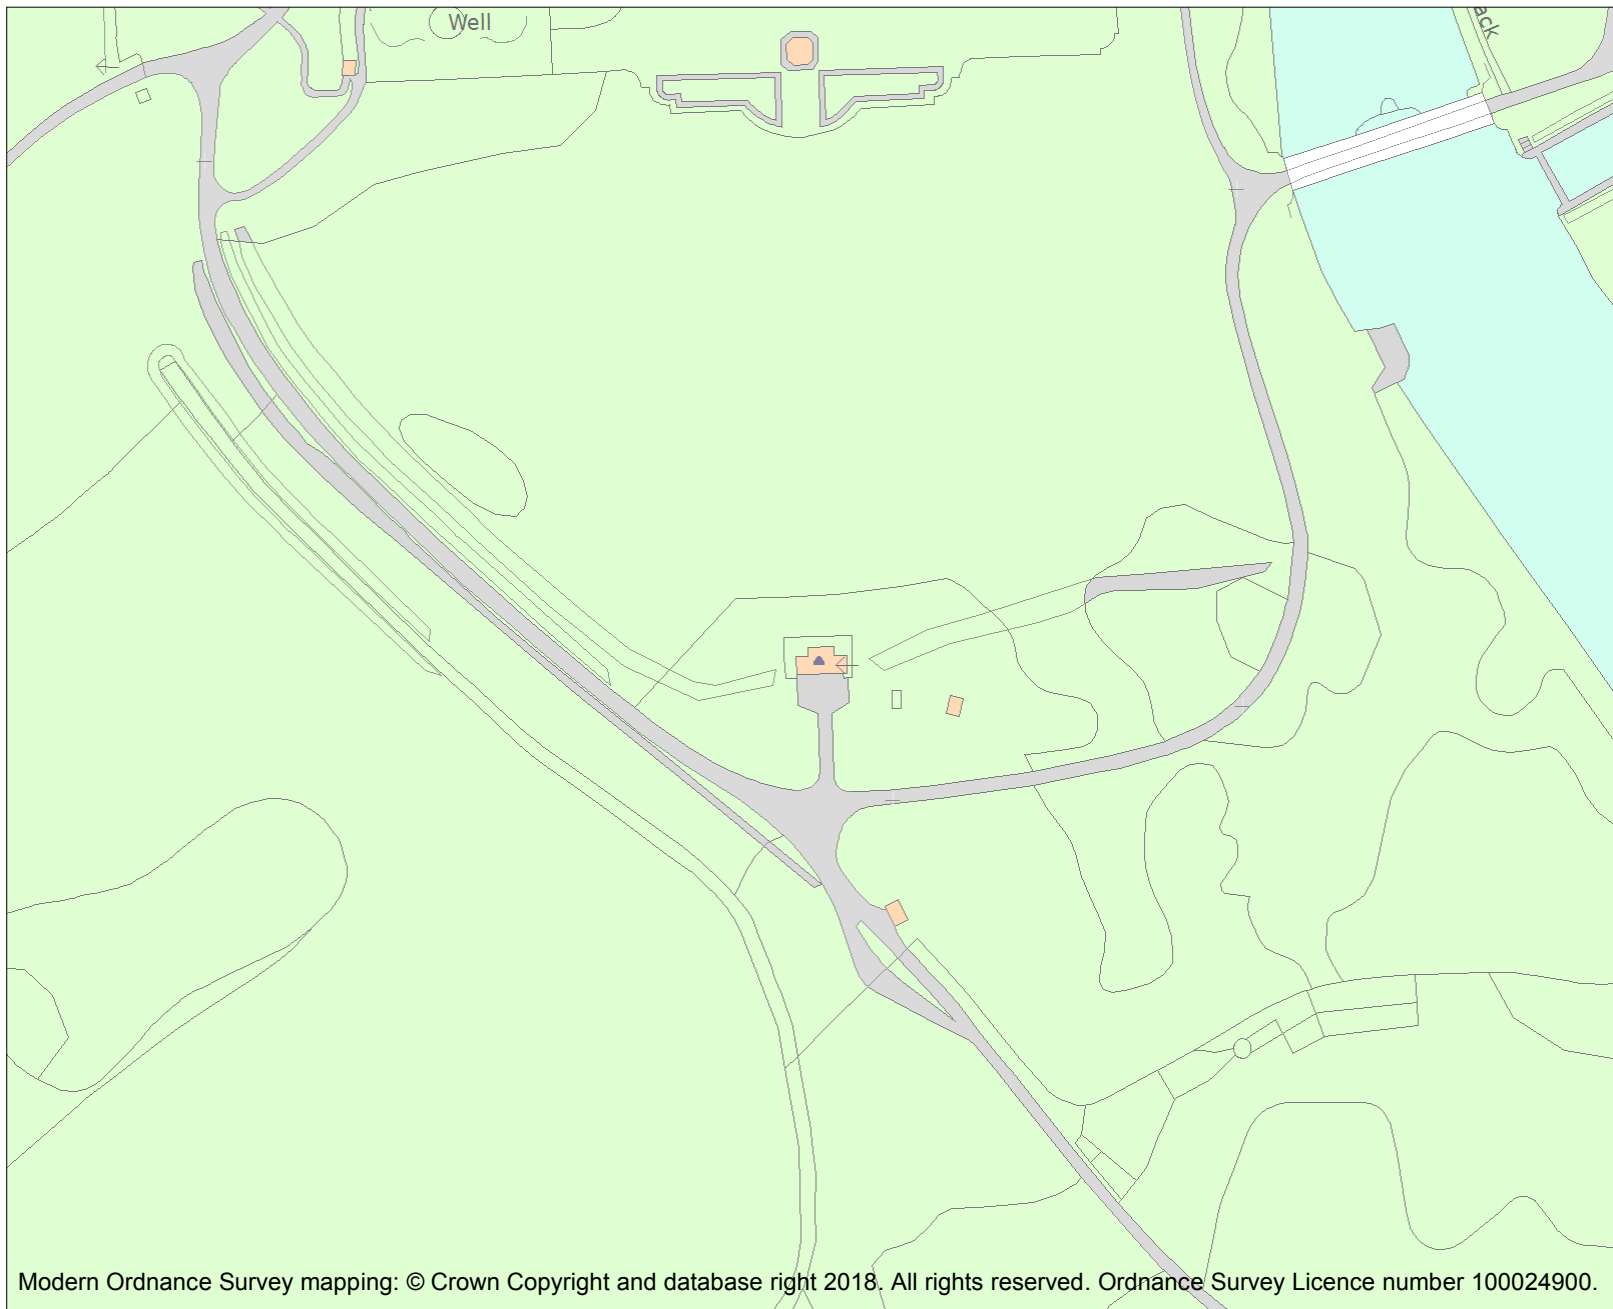 Well
Modern Ordnance Survey mapping: © Crown Copyright and database right 2018. All rights reserved. Ordnance Survey Licence number 100024900.